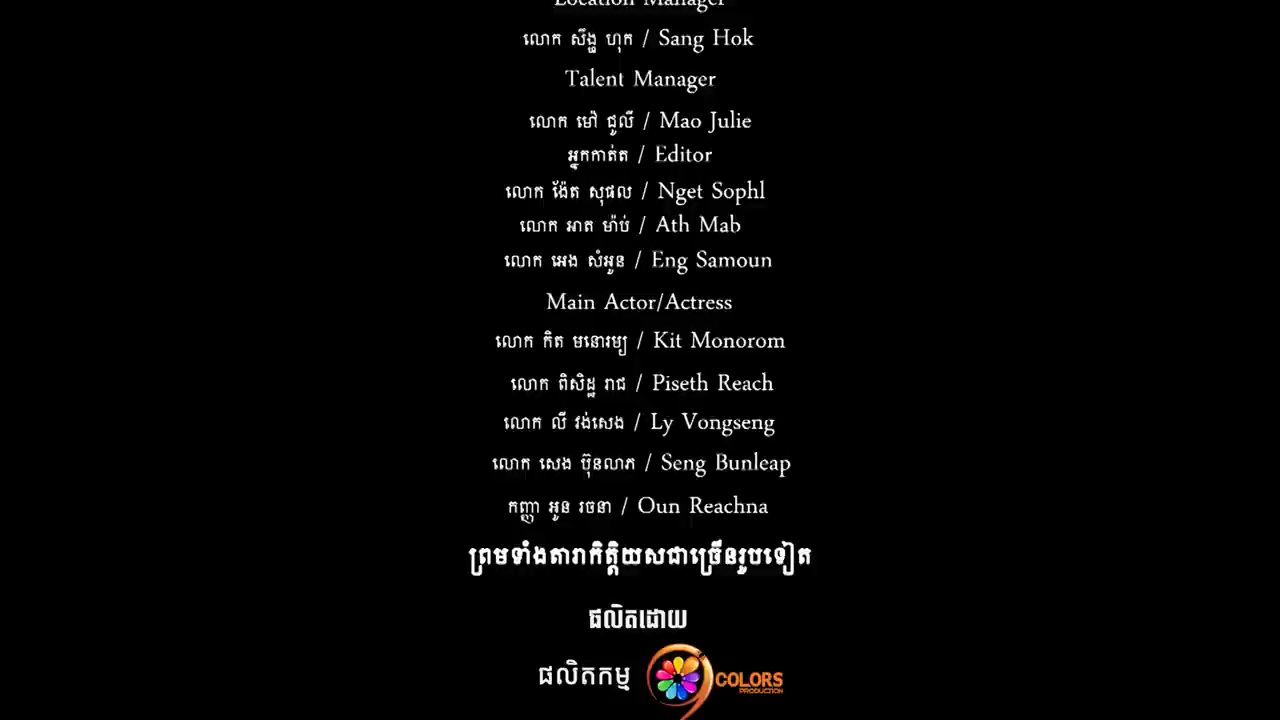 Location Manager
លោក សឹង្ហ ហុក / Sang Hok
Talent Manager
លោក ម៉ៅ ជូលី / Mao Julie
អ្នកកាត់ត / Editor
លោក ង៉ែត សុផល / Nget Sophl
លោក អាត ម៉ាប់ / Ath Mab
លោក អេង សំអូន / Eng Samoun
Main Actor/Actress
លោក កិត មនោរម្យ / Kit Monorom
លោក ពិសិដ្ឋ រាជ / Piseth Reach
លោក លី វង់សេង / Ly Vongseng
លោក សេង ប៊ុនលាភ / Seng Bunleap
កញ្ញា អូន រចនា / Oun Reachna
ព្រមទាំងតារាកិត្តិយសជាច្រើនរូបទៀត
ផលិតដោយ
ផលិតកម្ម 9 COLORS
PRODUCTION